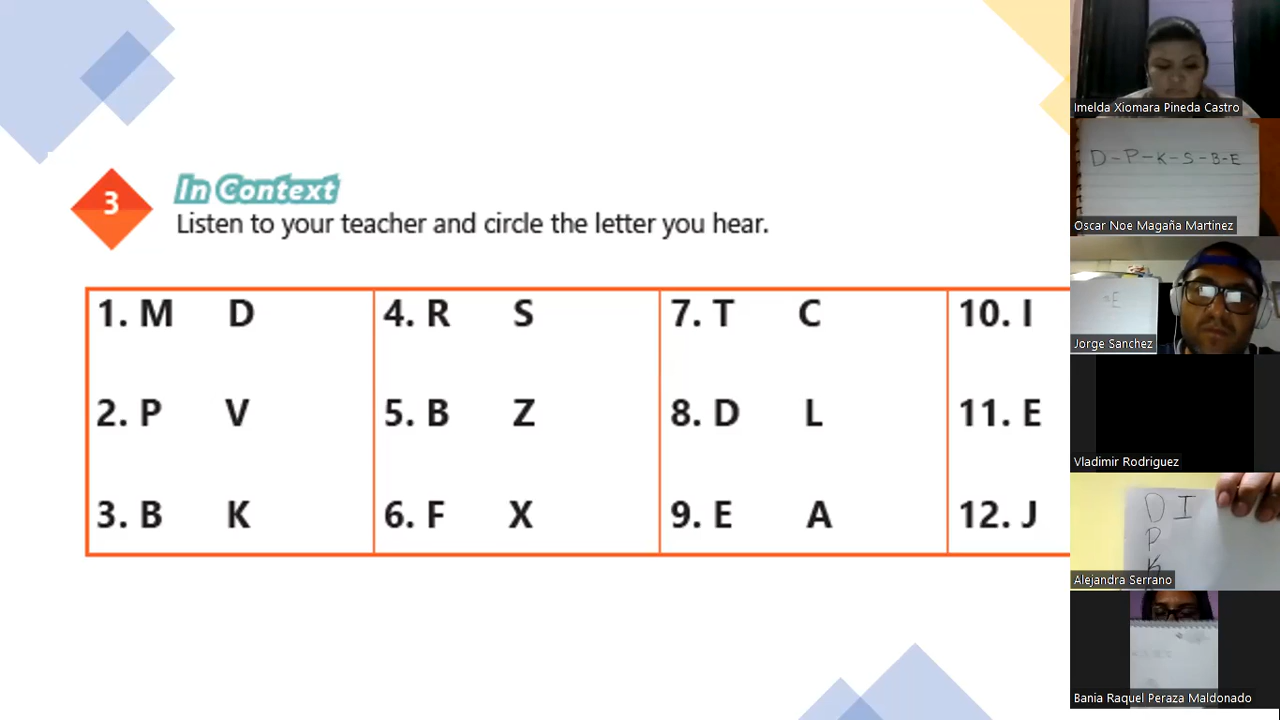 3
In Context
Listen to your teacher and circle the letter you hear.
1. M D
4. R S
7. T C
10. I
2. P V
5. B Z
8. D L
11. E
3. B K
6. F X
9. E A
12. J
Imelda Xiomara Pineda Castro
D-P-K-S-B-E
Oscar Noe Magaña Martinez
E
Jorge Sanchez
Vladimir Rodriguez
D I
P
K
Alejandra Serrano
Bania Raquel Peraza Maldonado